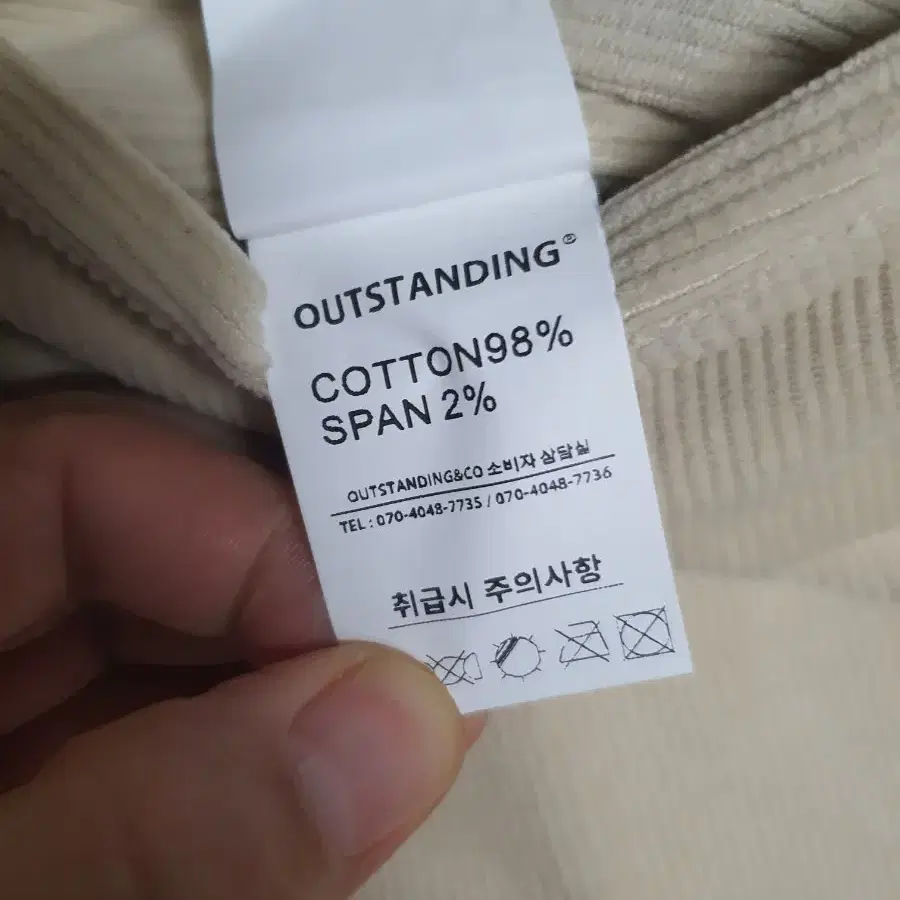 OUTSTANDING®
COTTON98%
SPAN 2%
OUTSTANDING&CO 소비자 상담실
TEL : 070-4048-7735 / 070-4048-7736
취급시 주의사항